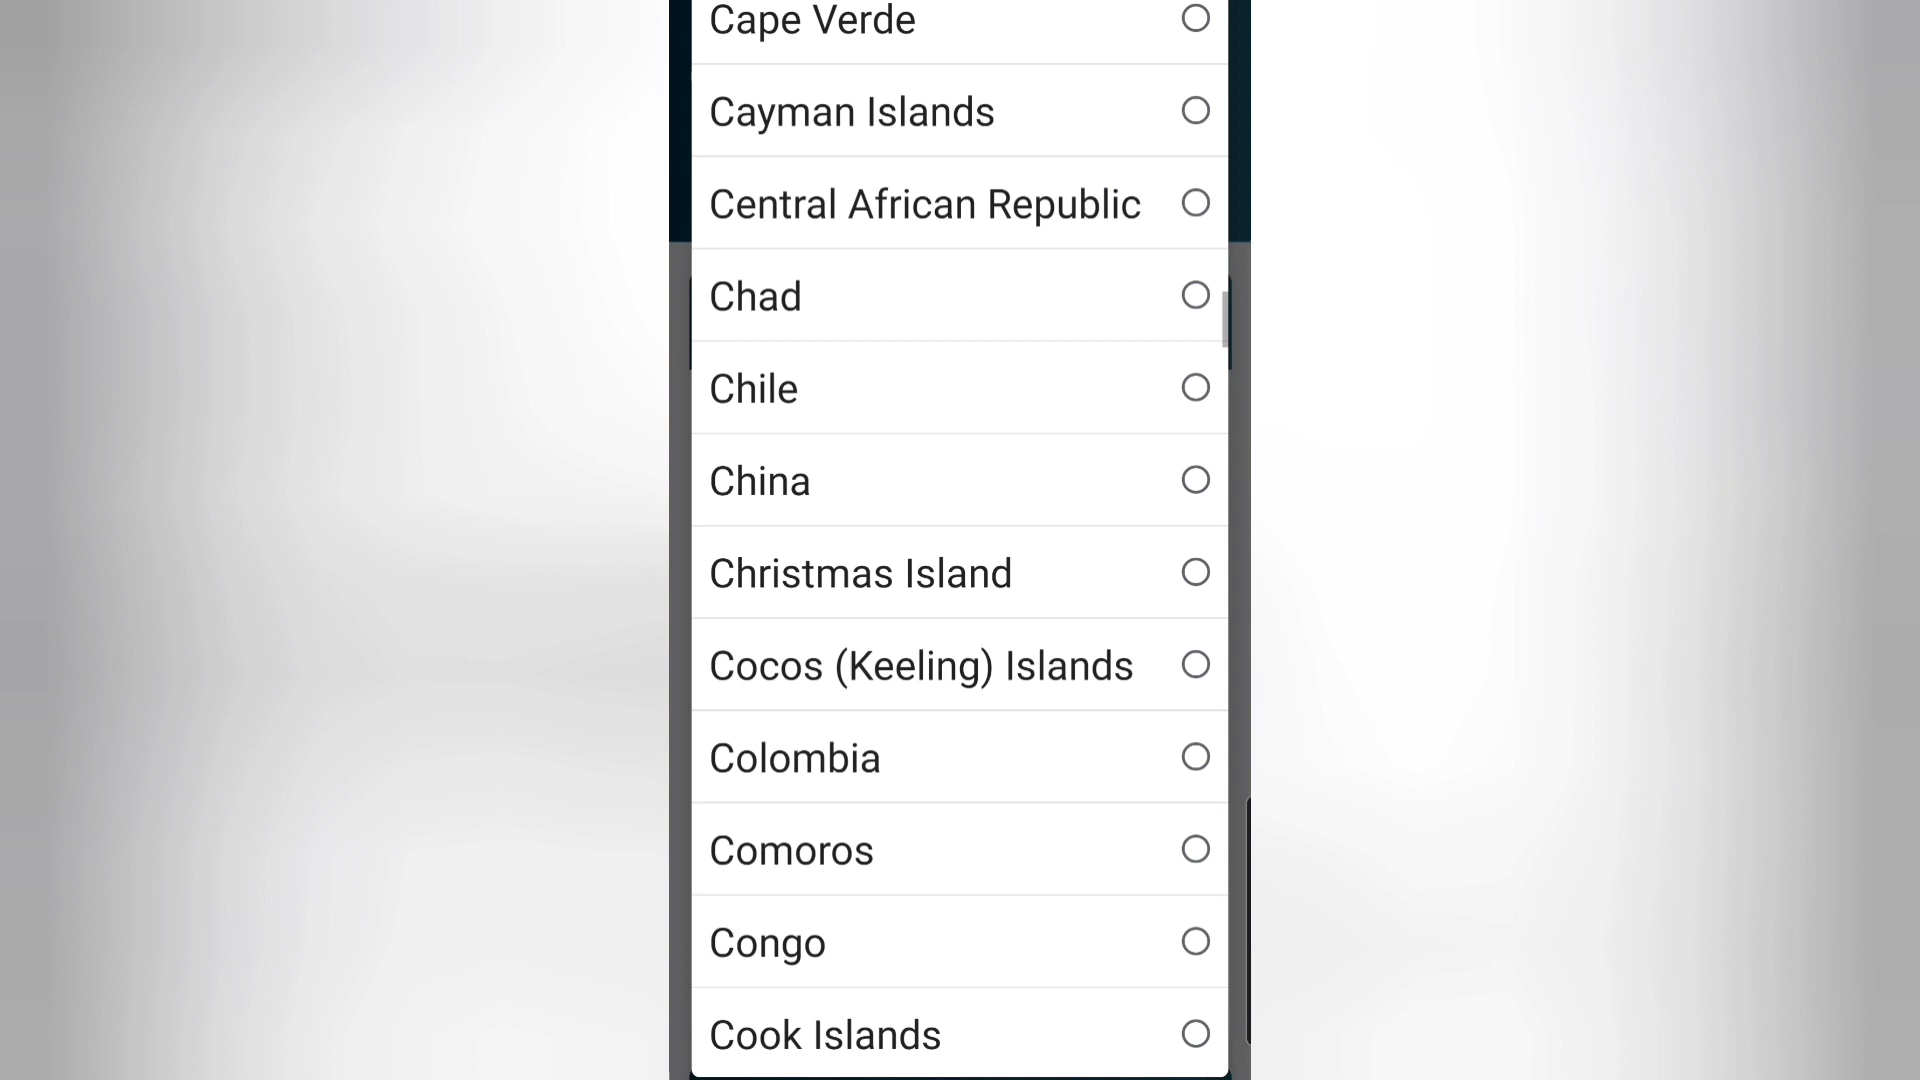 Cape Verde
Cayman Islands
Central African Republic
Chad
Chile
China
Christmas Island
Cocos (Keeling) Islands
Colombia
Comoros
Congo
Cook Islands